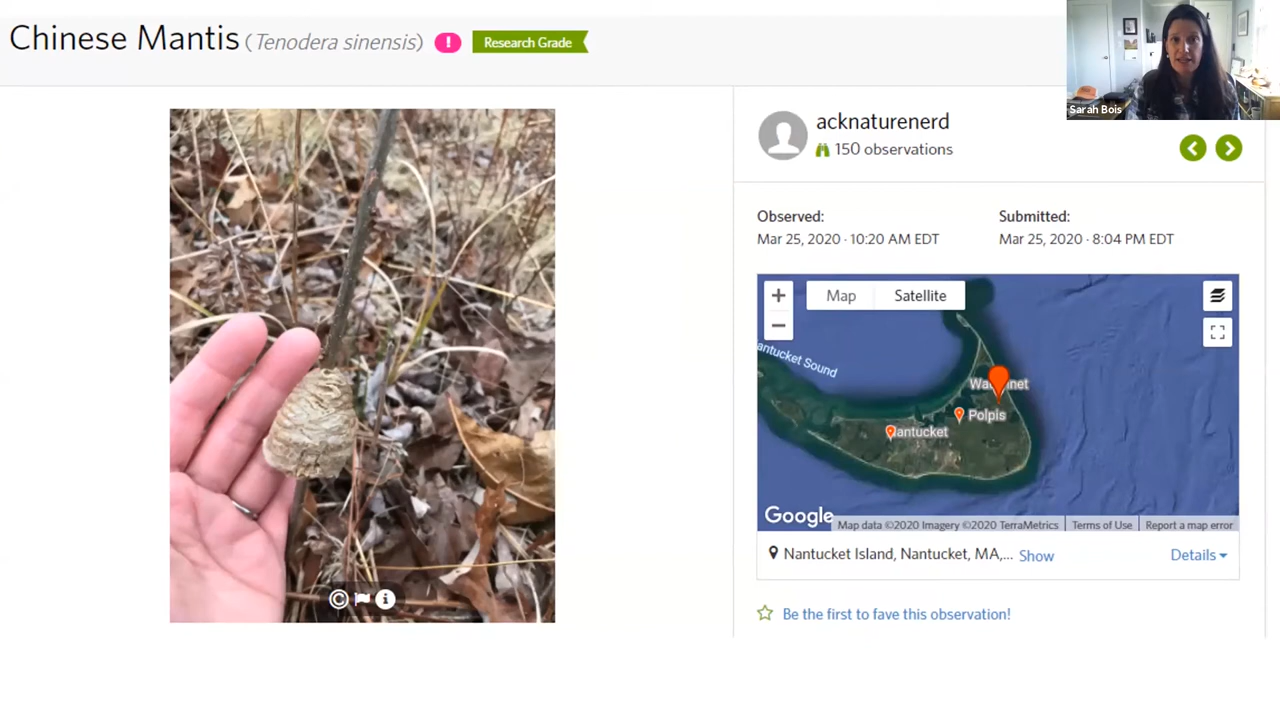 Chinese Mantis (Tenodera sinensis) ! Research Grade
Sarah Bois
acknaturenerd
150 observations
Observed:
Mar 25, 2020 · 10:20 AM EDT
Submitted:
Mar 25, 2020 · 8:04 PM EDT
+
−
Map
Satellite
antucket Sound
Polpis
antucket
Google
Map data ©2020 Imagery ©2020 TerraMetrics
Terms of Use
Report a map error
Nantucket Island, Nantucket, MA,... Show
Details
Be the first to fave this observation!